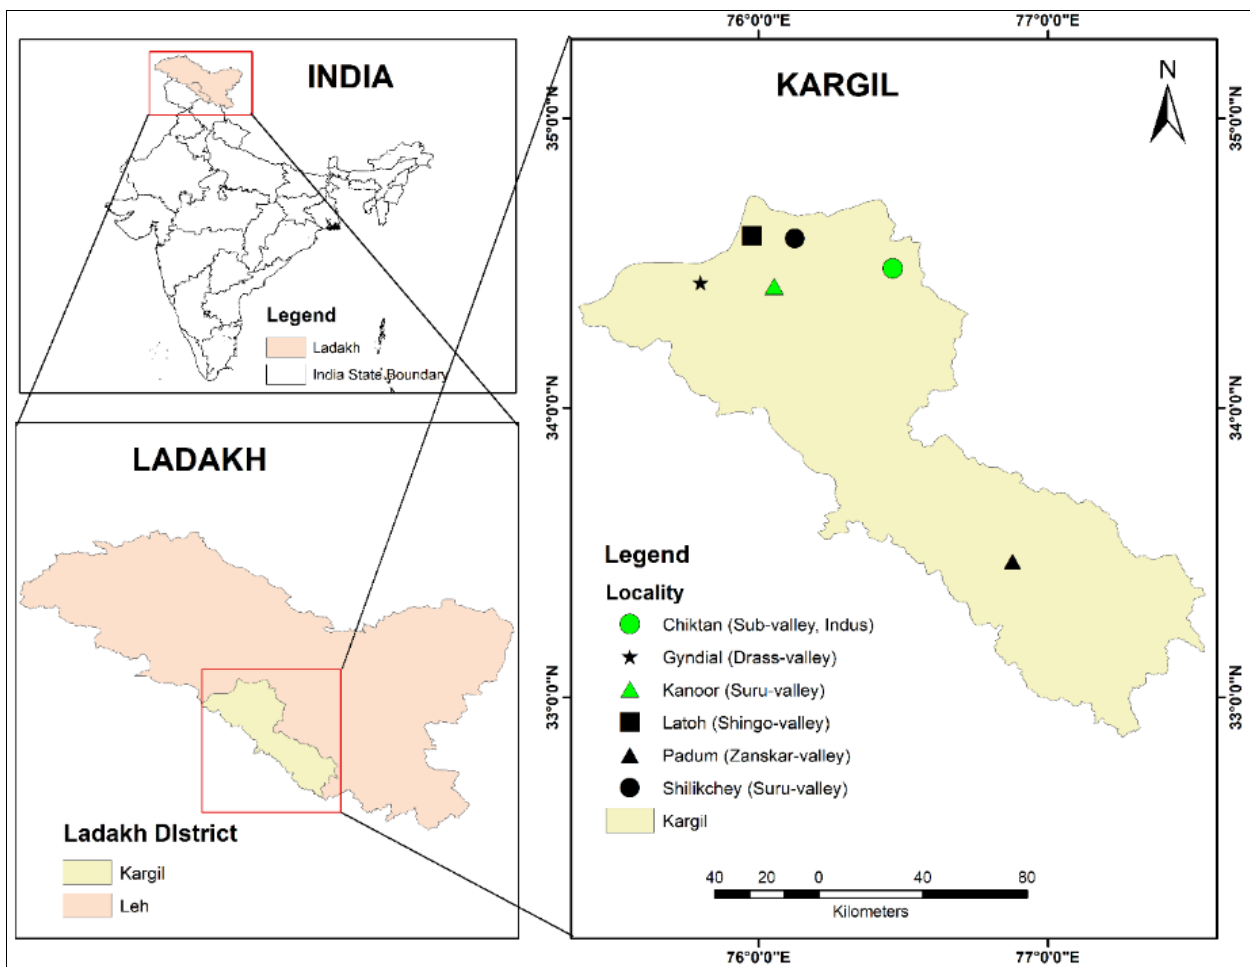 INDIA
Legend
Ladakh
India State Boundary
LADAKH
Ladakh DIstrict
Kargil
Leh
76°0'0"E
77°0'0"E
KARGIL
N
35°0'0"N
35°0'0"N
34°0'0"N
34°0'0"N
33°0'0"N
33°0'0"N
Legend
Locality
Chiktan (Sub-valley, Indus)
Gyndial (Drass-valley)
Kanoor (Suru-valley)
Latoh (Shingo-valley)
Padum (Zanskar-valley)
Shilikchey (Suru-valley)
Kargil
40 20 0 40 80
Kilometers
76°0'0"E
77°0'0"E